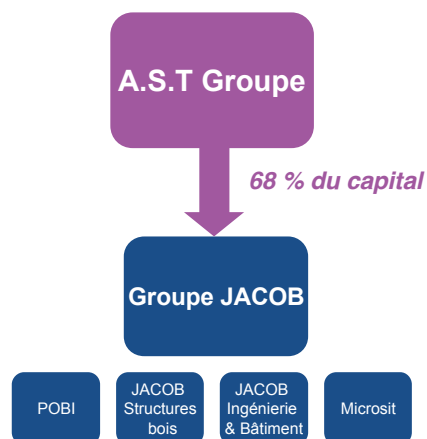 A.S.T Groupe
68 % du capital
Groupe JACOB
POBI
JACOB
Structures
bois
JACOB
Ingénierie
& Bâtiment
Microsit